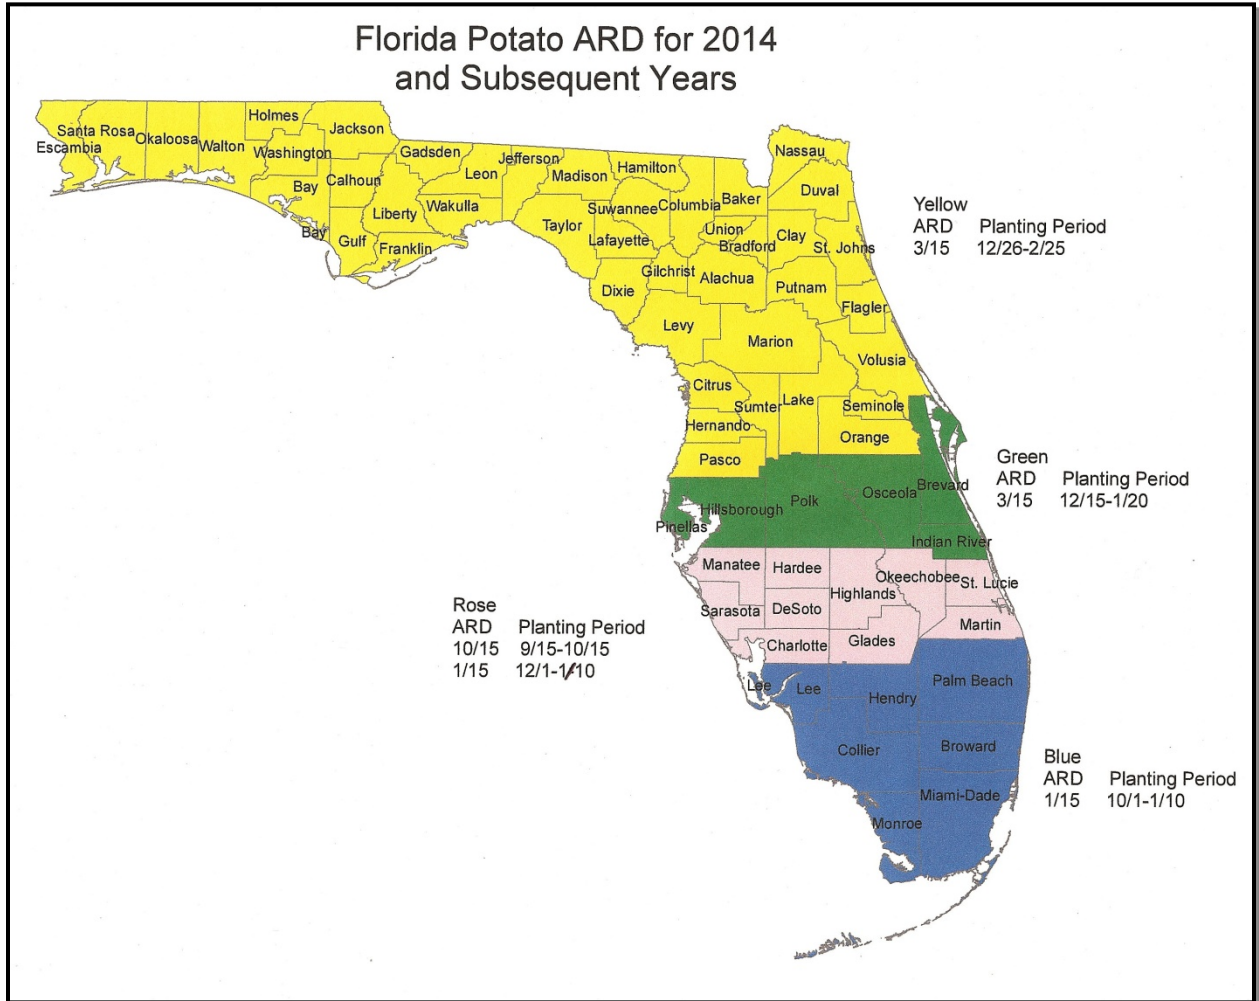 Florida Potato ARD for 2014
and Subsequent Years
Holmes
Jackson
Santa Rosa
Okaloosa
Walton
Escambia
Washington
Gadsden
Jefferson
Leon
Madison
Hamilton
Nassau
Bay
Calhoun
Liberty
Wakulla
Suwannee
Columbia
Baker
Duval
Bay
Gulf
Franklin
Taylor
Lafayette
Union
Bradford
Clay
St. Johns
Dixie
Gilchrist
Alachua
Putnam
Flagler
Levy
Marion
Volusia
Citrus
Sumter
Lake
Seminole
Hernando
Orange
Pasco
Yellow
ARD Planting Period
3/15 12/26-2/25
Pinellas
Hillsborough
Polk
Osceola
Brevard
Indian River
Green
ARD Planting Period
3/15 12/15-1/20
Manatee
Hardee
Highlands
Okeechobee
St. Lucie
Sarasota
DeSoto
Martin
Charlotte
Glades
Rose
ARD Planting Period
10/15 9/15-10/15
1/15 12/1-1/10
Lee
Lee
Hendry
Palm Beach
Collier
Broward
Miami-Dade
Monroe
Blue
ARD Planting Period
1/15 10/1-1/10